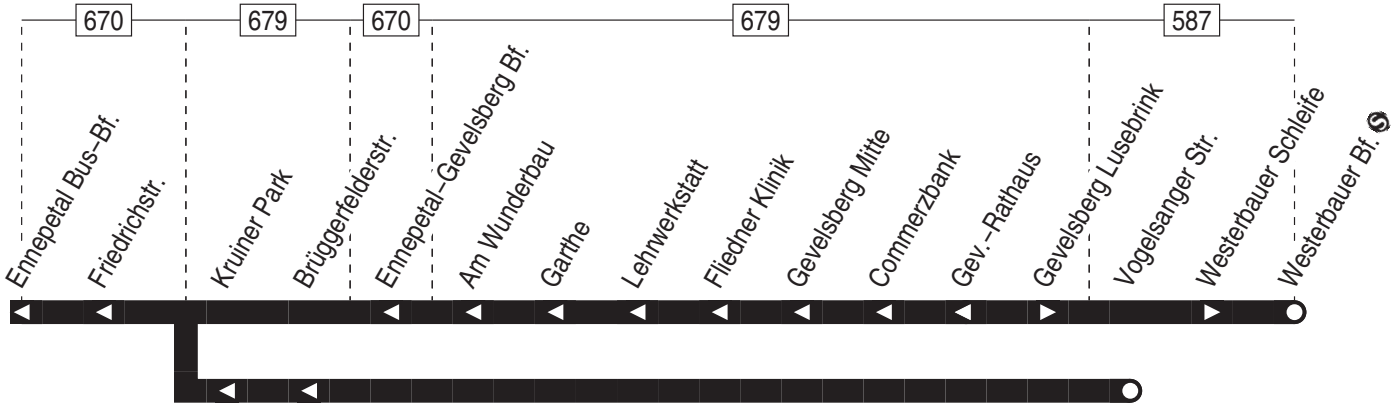 670
679
670
679
587
Ennepetal Bus-Bf.
Friedrichstr.
Kruiner Park
Brüggerfelderstr.
Ennepetal-Gevelsberg Bf.
Am Wunderbau
Garthe
Lehrwerkstatt
Fliedner Klinik
Gevelsberg Mitte
Commerzbank
Gev.-Rathaus
Gevelsberg Lusebrink
Vogelsanger Str.
Westerbauer Schleife
Westerbauer Bf. S